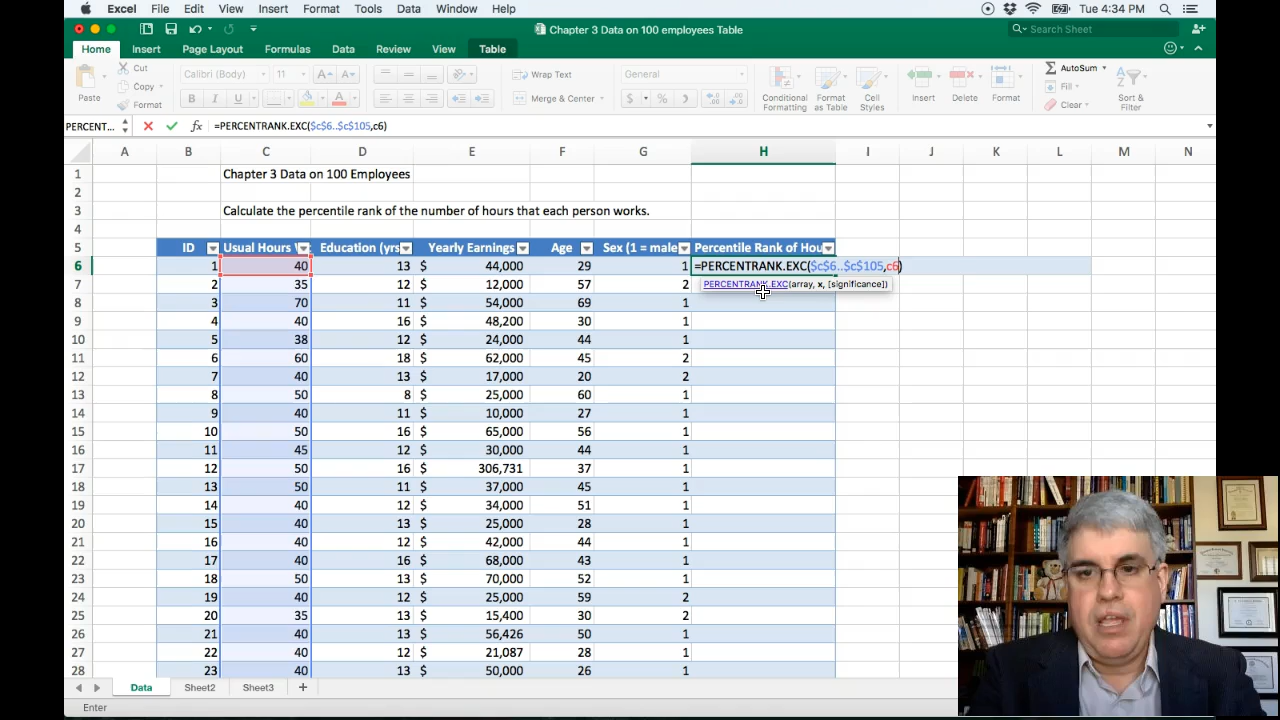 Excel File Edit View Insert Format Tools Data Window Help Tue 4:34 PM
Chapter 3 Data on 100 employees Table Search Sheet
Home Insert Page Layout Formulas Data Review View Table
Paste Cut Copy Format Calibri (Body) 11 B I U A Wrap Text Merge & Center General $ % Conditional Formatting Format as Table Cell Styles Insert Delete Format AutoSum Fill Clear Sort & Filter
PERCENT... fx =PERCENTRANK.EXC($c$6..$c$105,c6)
A B C D E F G H I J K L M N
1 Chapter 3 Data on 100 Employees
2
3 Calculate the percentile rank of the number of hours that each person works.
4
5 ID Usual Hours Education (yrs Yearly Earnings Age Sex (1 = male Percentile Rank of Hou
6 1 40 13 $ 44,000 29 1 =PERCENTRANK.EXC($c$6..$c$105,c6)
7 2 35 12 $ 12,000 57 2 PERCENTRANK.EXC(array, x, [significance])
8 3 70 11 $ 54,000 69 1
9 4 40 16 $ 48,200 30 1
10 5 38 12 $ 24,000 44 1
11 6 60 18 $ 62,000 45 2
12 7 40 13 $ 17,000 20 2
13 8 50 8 $ 25,000 60 1
14 9 40 11 $ 10,000 27 1
15 10 50 16 $ 65,000 56 1
16 11 45 12 $ 30,000 44 1
17 12 50 16 $ 306,731 37 1
18 13 50 11 $ 37,000 45 1
19 14 40 12 $ 34,000 51 1
20 15 40 13 $ 25,000 28 1
21 16 40 12 $ 42,000 44 1
22 17 40 16 $ 68,000 43 1
23 18 50 13 $ 70,000 52 1
24 19 40 12 $ 25,000 59 2
25 20 35 13 $ 15,400 30 2
26 21 40 13 $ 56,426 50 1
27 22 40 12 $ 21,087 28 1
28 23 40 13 $ 50,000 26 1
Data Sheet2 Sheet3 +
Enter